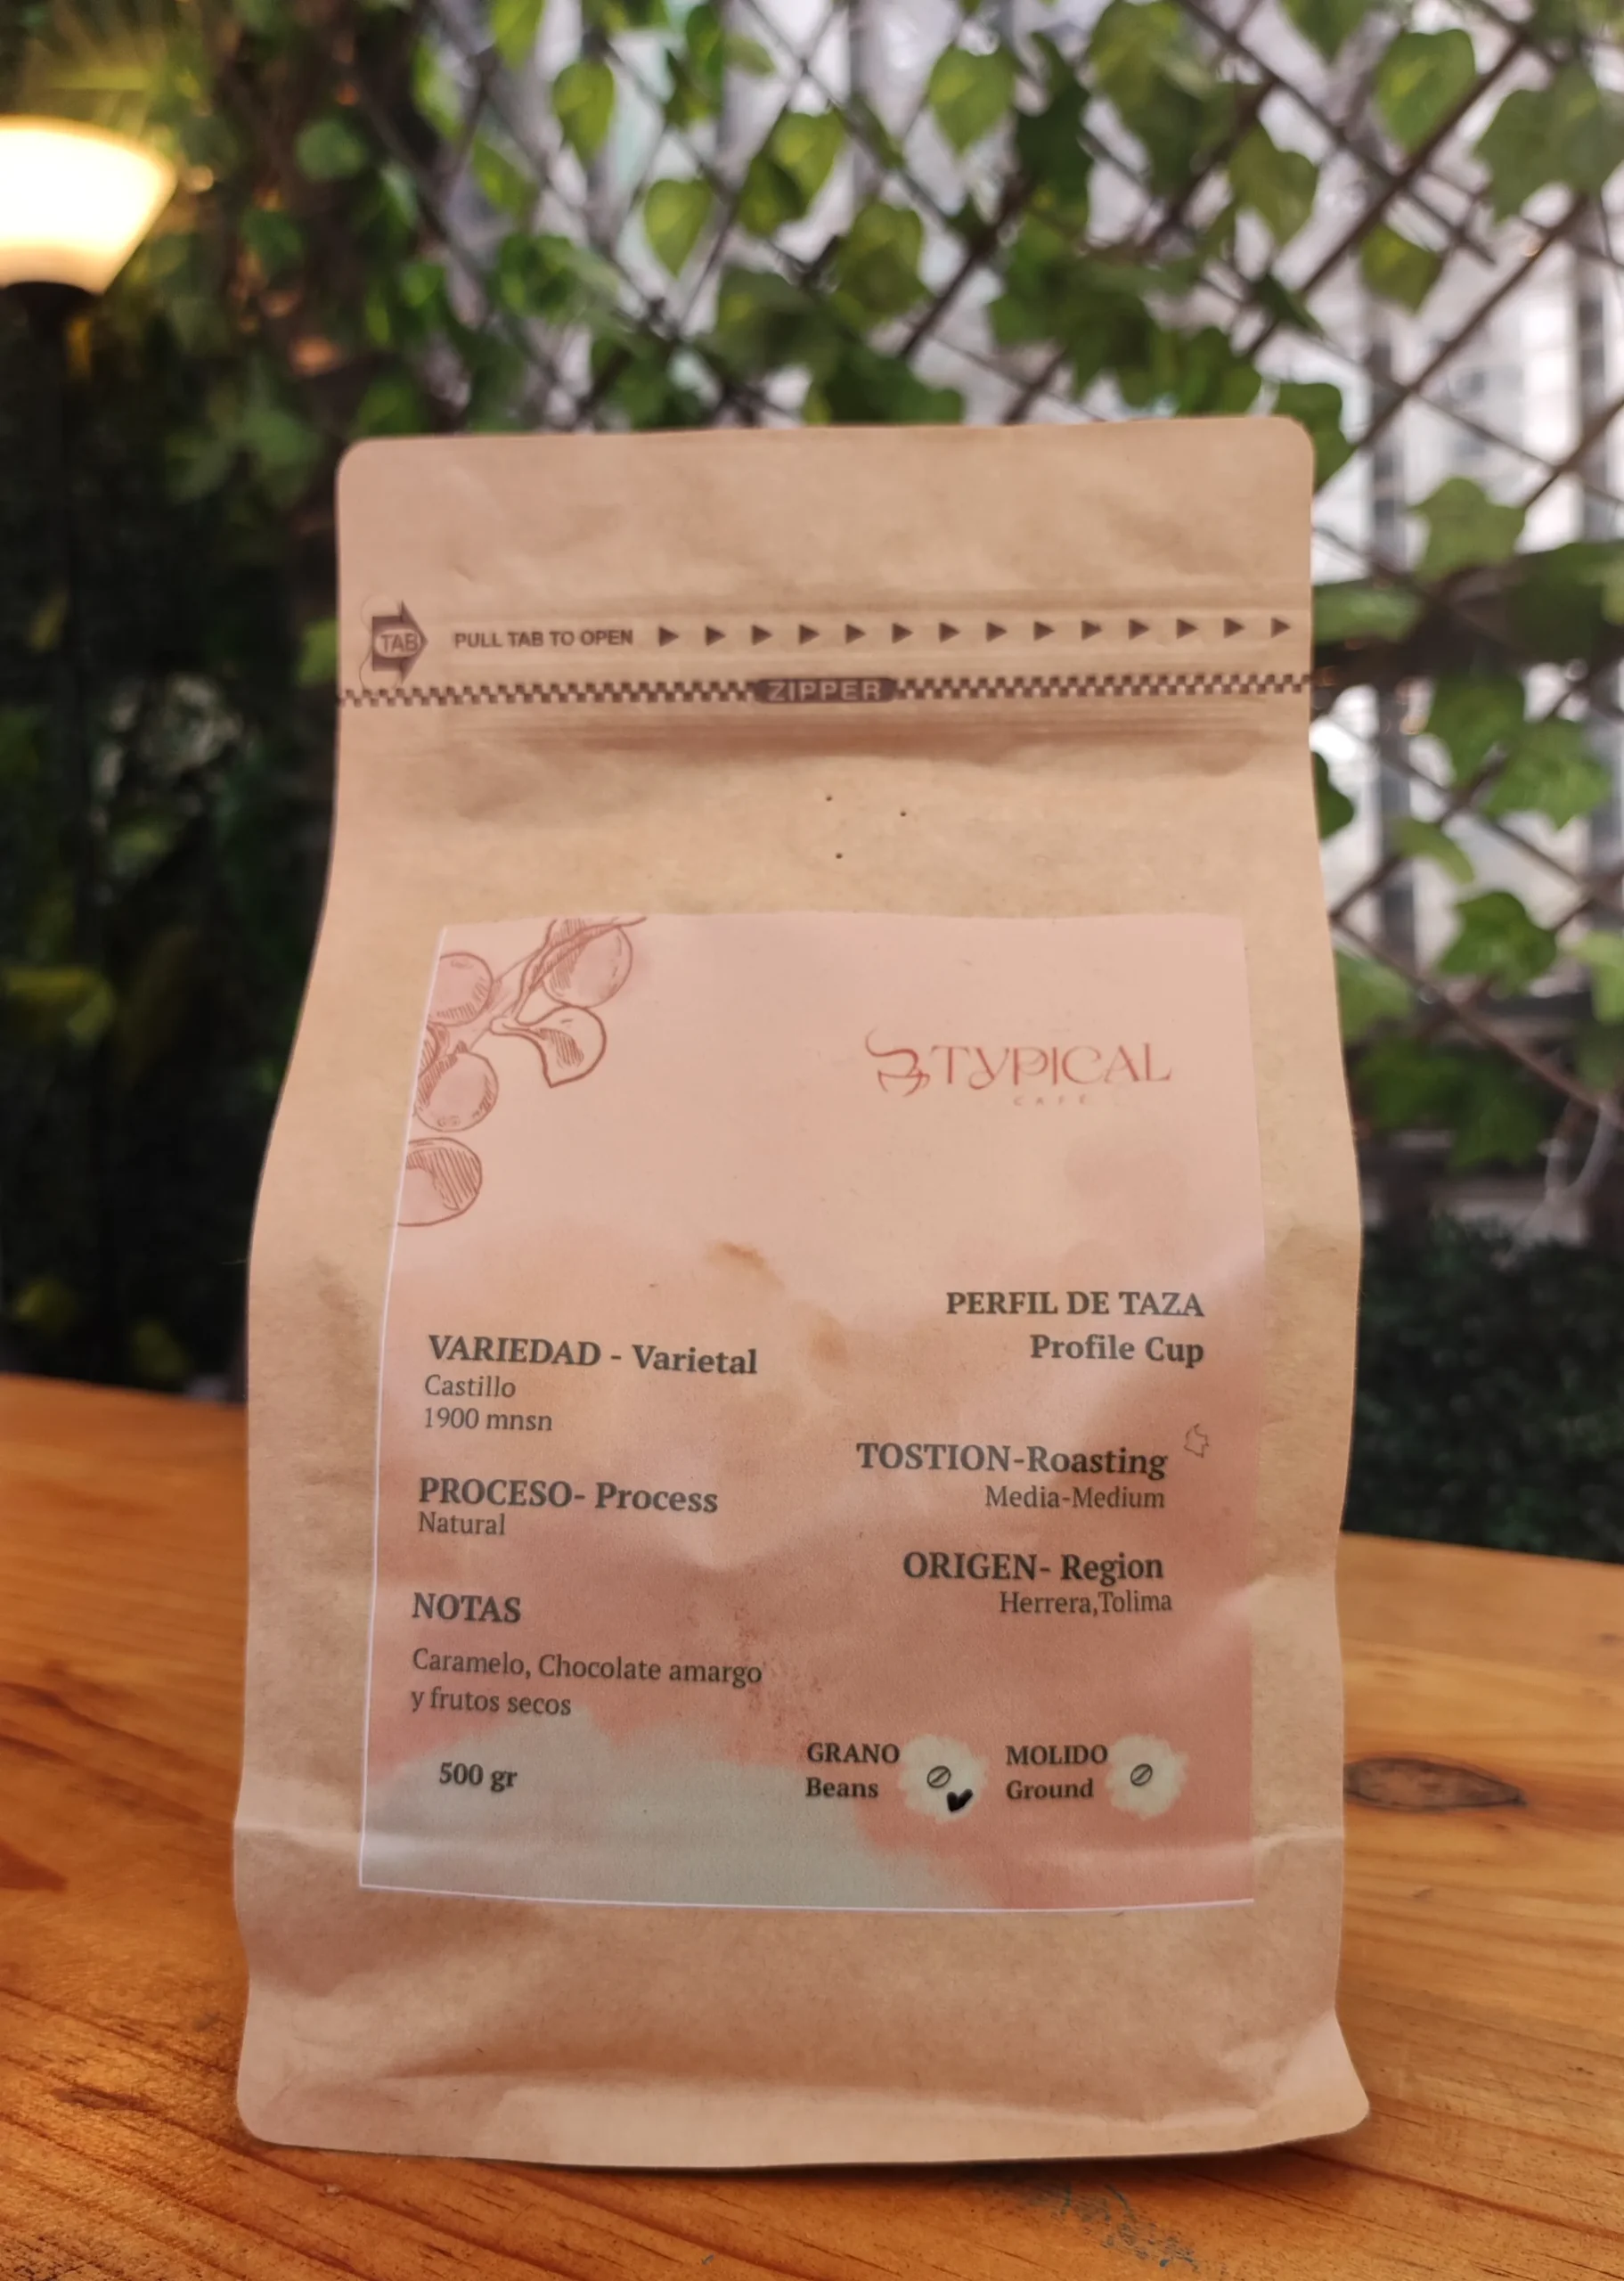 TAB
PULL TAB TO OPEN
ZIPPER
TYPICAL
CAFE
PERFIL DE TAZA
Profile Cup
VARIEDAD - Varietal
Castillo
1900 mnsn
TOSTION-Roasting
Media-Medium
PROCESO- Process
Natural
ORIGEN- Region
Herrera,Tolima
NOTAS
Caramelo, Chocolate amargo
y frutos secos
500 gr
GRANO
Beans
MOLIDO
Ground